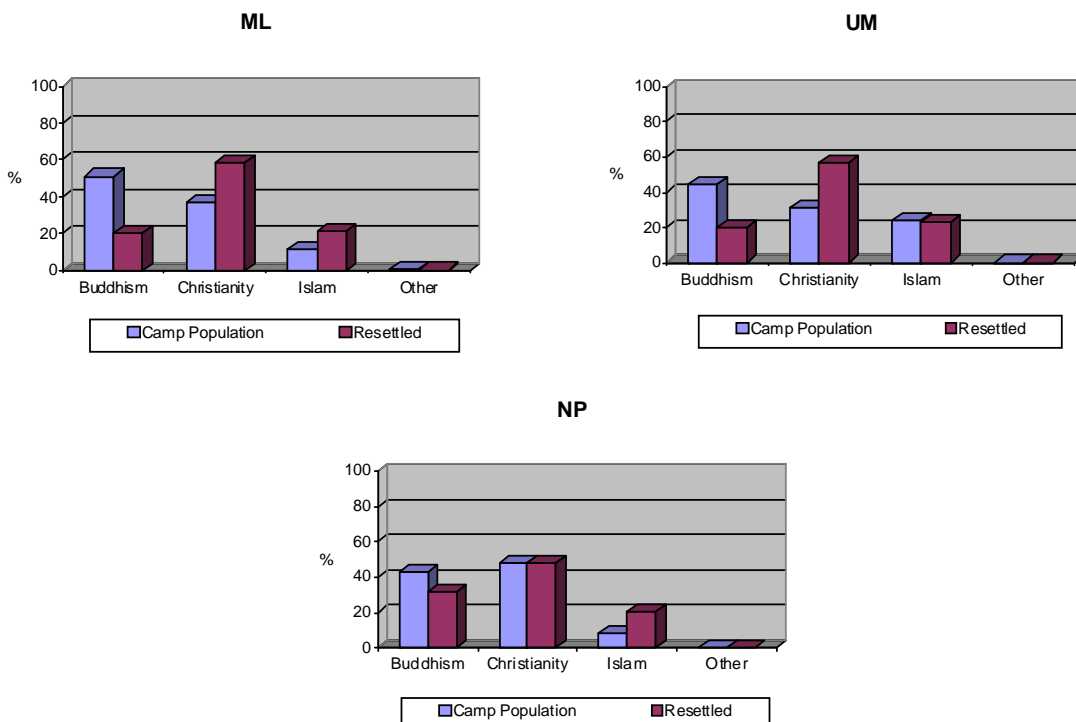 ML
100
80
60
%
40
20
0
Buddhism Christianity Islam Other
Camp Population Resettled
UM
100
80
60
%
40
20
0
Buddhism Christianity Islam Other
Camp Population Resettled
NP
100
80
60
%
40
20
0
Buddhism Christianity Islam Other
Camp Population Resettled